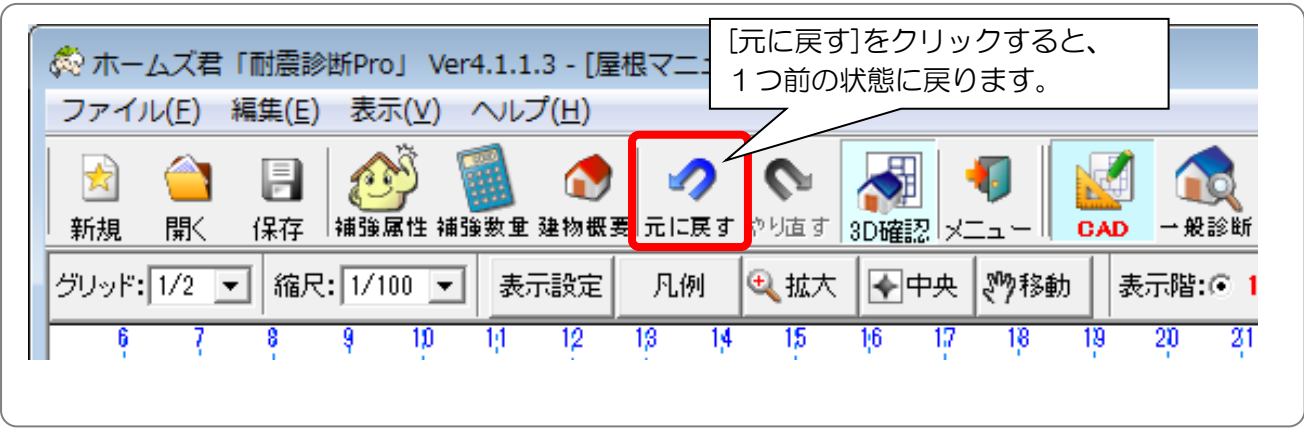 [元に戻す]をクリックすると、
１つ前の状態に戻ります。
ホームズ君「耐震診断Pro」 Ver4.1.1.3 - [屋根マニュ
ファイル(F) 編集(E) 表示(V) ヘルプ(H)
新規 開く 保存 補強属性 補強数量 建物概要 元に戻す やり直す 3D確認 メニュー CAD 一般診断
グリッド: 1/2 縮尺: 1/100 表示設定 凡例 拡大 中央 移動 表示階: 1
6 7 8 9 10 11 12 13 14 15 16 17 18 19 20 21